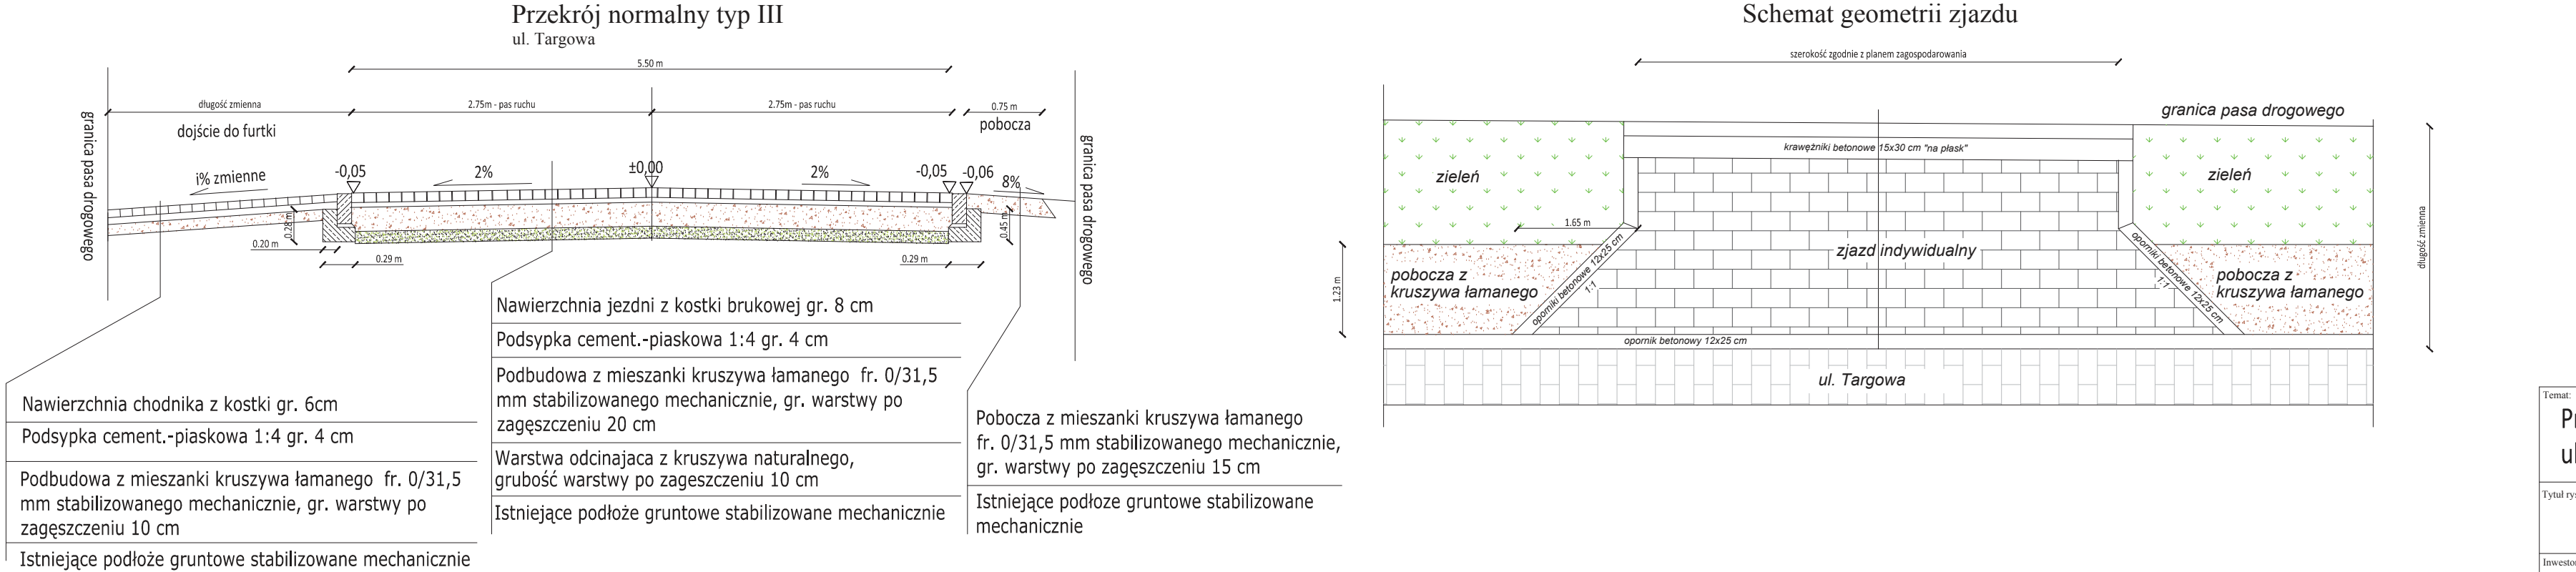 Przekrój normalny typ III
ul. Targowa
5.50 m
długość zmienna
2.75m - pas ruchu
2.75m - pas ruchu
0.75 m
dojście do furtki
pobocza
granica pasa drogowego
granica pasa drogowego
i% zmienne
-0,05
2%
±0,00
2%
-0,05
-0,06
8%
0.28 m
0.45 m
0.20 m
0.29 m
0.29 m
Nawierzchnia chodnika z kostki gr. 6cm
Podsypka cement.-piaskowa 1:4 gr. 4 cm
Podbudowa z mieszanki kruszywa łamanego fr. 0/31,5
mm stabilizowanego mechanicznie, gr. warstwy po
zagęszczeniu 10 cm
Istniejące podłoże gruntowe stabilizowane mechanicznie
Nawierzchnia jezdni z kostki brukowej gr. 8 cm
Podsypka cement.-piaskowa 1:4 gr. 4 cm
Podbudowa z mieszanki kruszywa łamanego fr. 0/31,5
mm stabilizowanego mechanicznie, gr. warstwy po
zagęszczeniu 20 cm
Warstwa odcinajaca z kruszywa naturalnego,
grubość warstwy po zageszczeniu 10 cm
Istniejące podłoże gruntowe stabilizowane mechanicznie
Pobocza z mieszanki kruszywa łamanego
fr. 0/31,5 mm stabilizowanego mechanicznie,
gr. warstwy po zagęszczeniu 15 cm
Istniejące podłoze gruntowe stabilizowane
mechanicznie
Schemat geometrii zjazdu
szerokość zgodnie z planem zagospodarowania
granica pasa drogowego
krawężniki betonowe 15x30 cm "na płask"
zieleń
zieleń
1.65 m
długość zmienna
zjazd indywidualny
oporniki betonowe 12x25 cm
1:1
oporniki betonowe 12x25 cm
1:1
pobocza z
kruszywa łamanego
pobocza z
kruszywa łamanego
1.23 m
opornik betonowy 12x25 cm
ul. Targowa
Temat:
Pr
ul
Tytuł rys
Inwestor